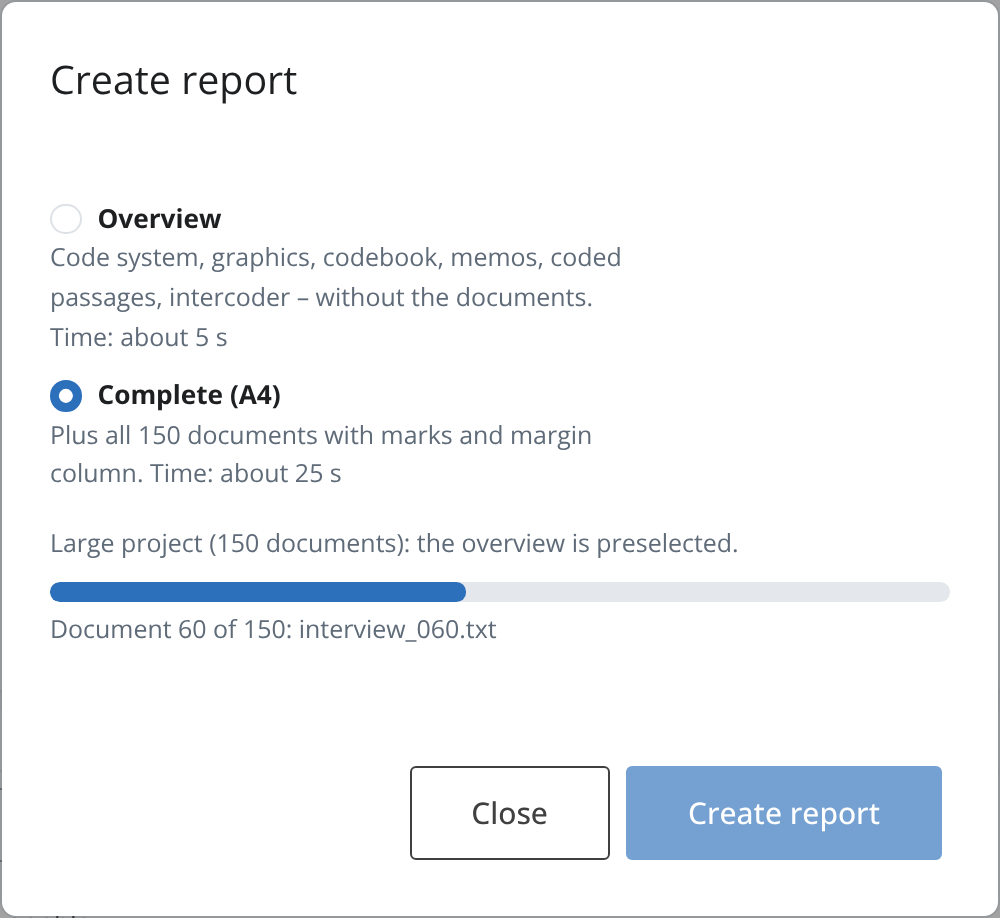 Create report
Overview
Code system, graphics, codebook, memos, coded
passages, intercoder – without the documents.
Time: about 5 s
Complete (A4)
Plus all 150 documents with marks and margin
column. Time: about 25 s
Large project (150 documents): the overview is preselected.
Document 60 of 150: interview_060.txt
Close
Create report